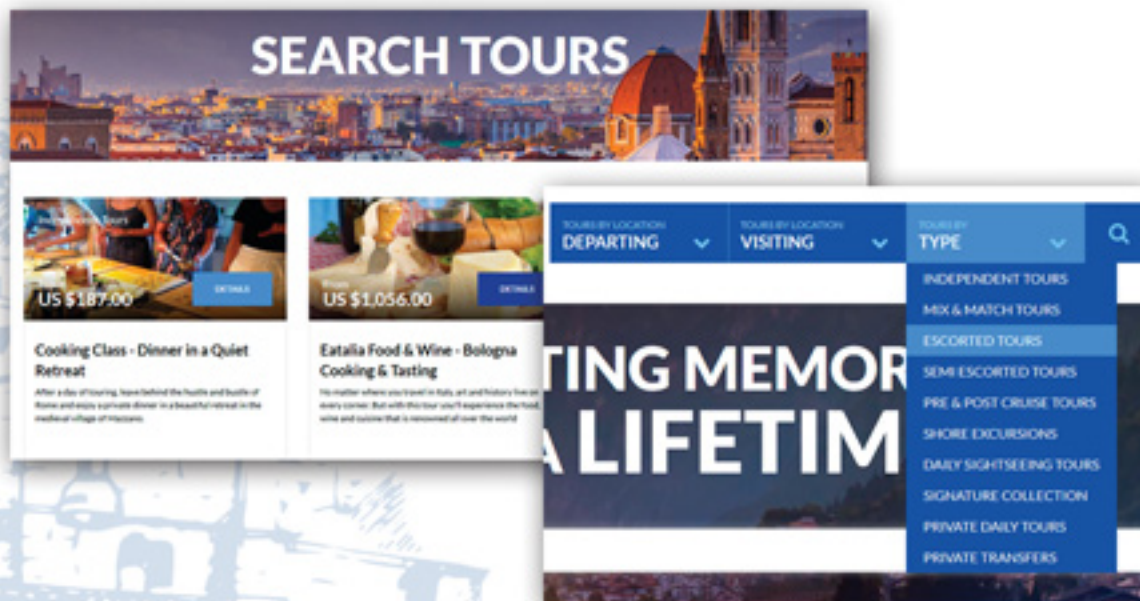 SEARCH TOURS
Independent Tours
US $187.00
DETAILS
Cooking Class - Dinner in a Quiet
Retreat
After a day of touring, leave behind the hustle and bustle of
Rome and enjoy a private dinner in a beautiful retreat in the
medieval village of Mazzano.
From
US $1,056.00
DETAILS
Eatalia Food & Wine - Bologna
Cooking & Tasting
No matter where you travel in Italy, art and history live on
every corner. But with this tour you'll experience the food,
wine and cuisine that is renowned all over the world
TOURS BY LOCATION
DEPARTING
TOURS BY LOCATION
VISITING
TOURS BY
TYPE
INDEPENDENT TOURS
MIX & MATCH TOURS
ESCORTED TOURS
SEMI ESCORTED TOURS
PRE & POST CRUISE TOURS
SHORE EXCURSIONS
DAILY SIGHTSEEING TOURS
SIGNATURE COLLECTION
PRIVATE DAILY TOURS
PRIVATE TRANSFERS
TING MEMOR
A LIFETIM